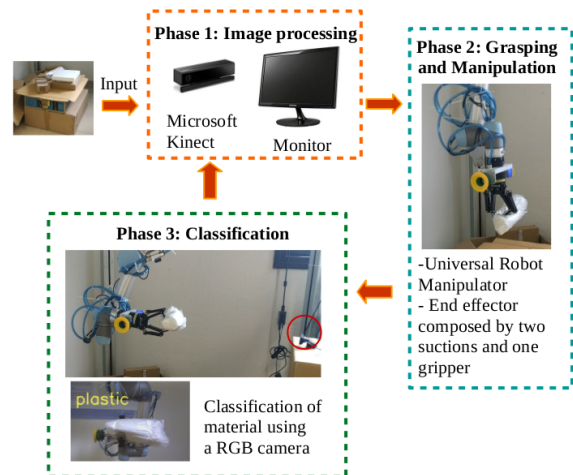 Phase 1: Image processing
Input
Microsoft
Kinect
Monitor
Phase 2: Grasping
and Manipulation
-Universal Robot
Manipulator
- End effector
composed by two
suctions and one
gripper
Phase 3: Classification
plastic
Classification of
material using
a RGB camera